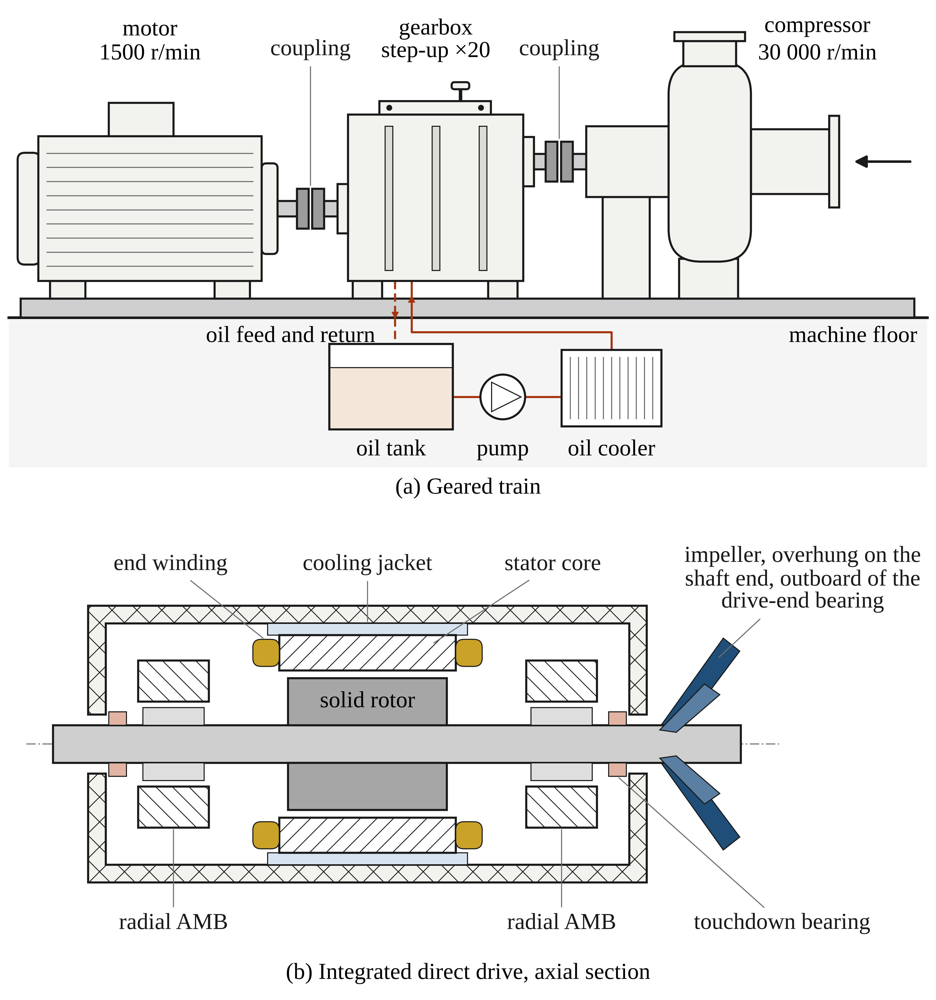 motor
1500 r/min
coupling
gearbox
step-up ×20
coupling
compressor
30 000 r/min
oil feed and return
machine floor
oil tank
pump
oil cooler
(a) Geared train
end winding
cooling jacket
stator core
impeller, overhung on the
shaft end, outboard of the
drive-end bearing
solid rotor
radial AMB
radial AMB
touchdown bearing
(b) Integrated direct drive, axial section